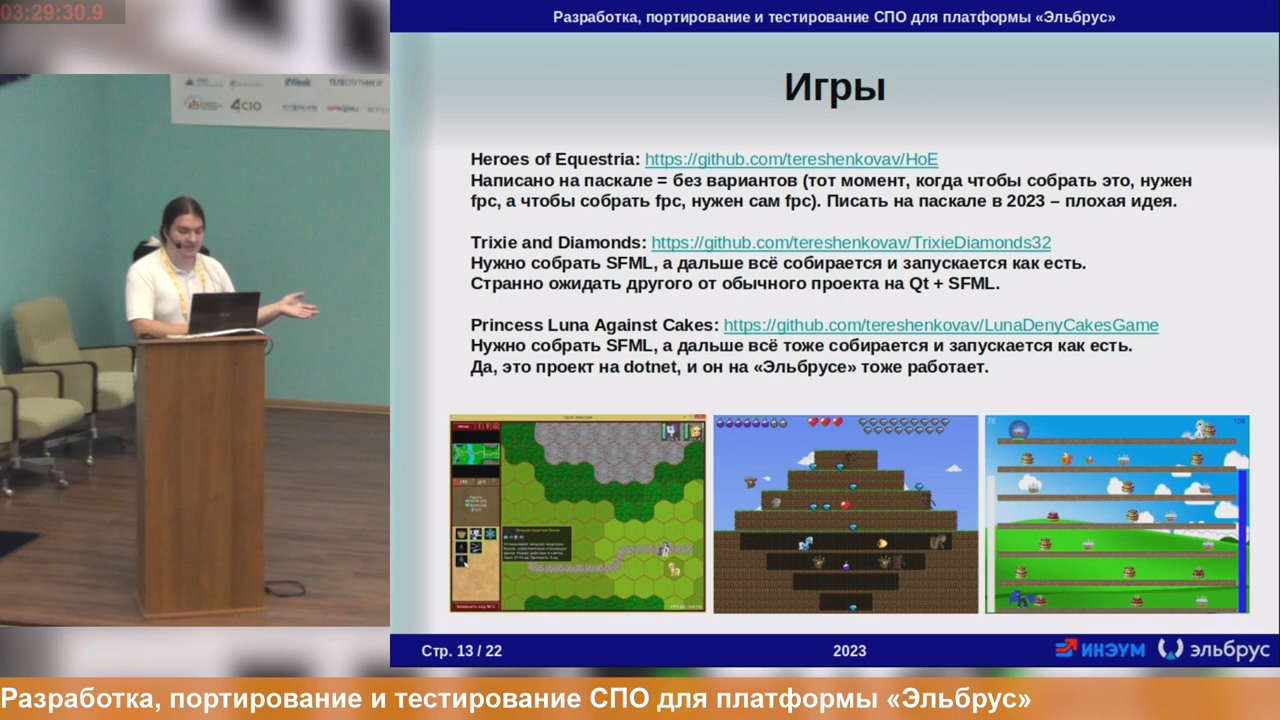 03:29:30.9
Разработка, портирование и тестирование СПО для платформы «Эльбрус»
itWeek
ТЕЛЕСПУТНИК
4CIO
Игры
Heroes of Equestria: https://github.com/tereshenkovav/HoE
Написано на паскале = без вариантов (тот момент, когда чтобы собрать это, нужен
fpc, а чтобы собрать fpc, нужен сам fpc). Писать на паскале в 2023 – плохая идея.
Trixie and Diamonds: https://github.com/tereshenkovav/TrixieDiamonds32
Нужно собрать SFML, а дальше всё собирается и запускается как есть.
Странно ожидать другого от обычного проекта на Qt + SFML.
Princess Luna Against Cakes: https://github.com/tereshenkovav/LunaDenyCakesGame
Нужно собрать SFML, а дальше всё тоже собирается и запускается как есть.
Да, это проект на dotnet, и он на «Эльбрусе» тоже работает.
Стр. 13 / 22
2023
ИНЭУМ
эльбрус
Разработка, портирование и тестирование СПО для платформы «Эльбрус»